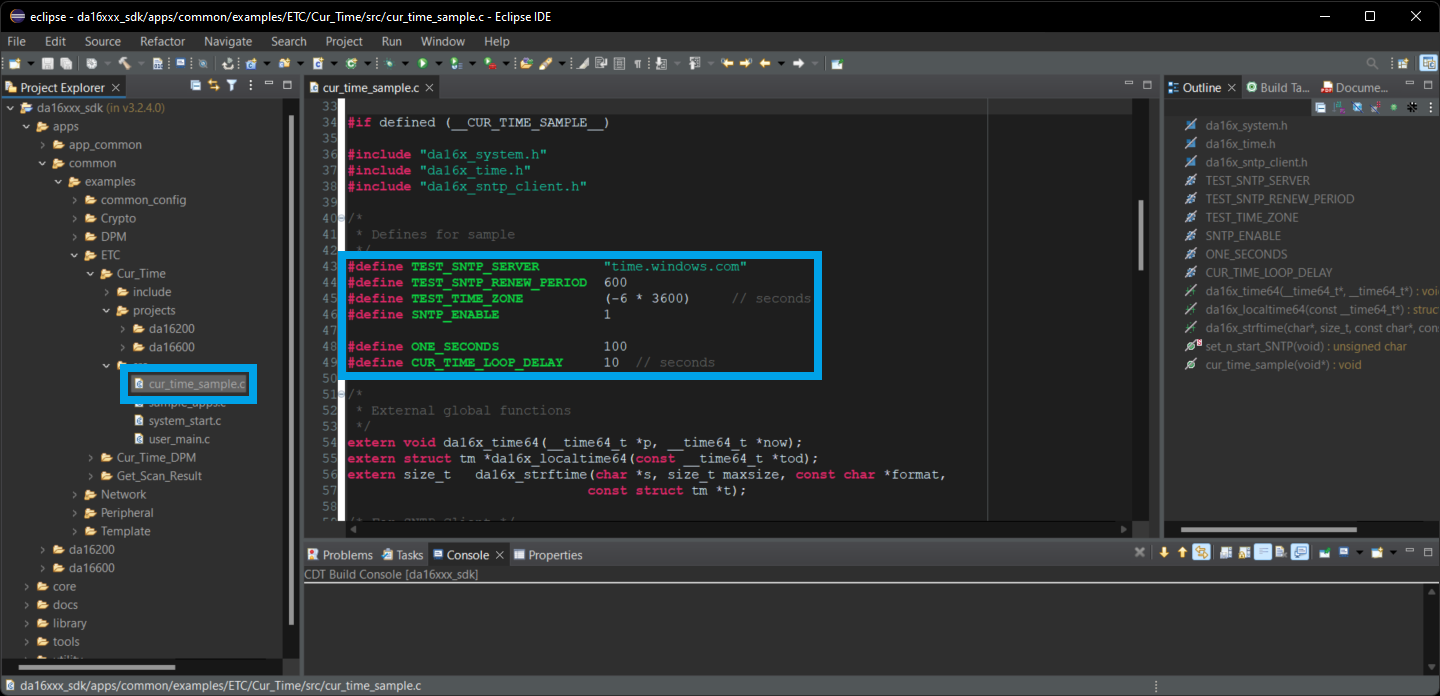 eclipse - da16xxx_sdk/apps/common/examples/ETC/Cur_Time/src/cur_time_sample.c - Eclipse IDE
File Edit Source Refactor Navigate Search Project Run Window Help
Project Explorer
da16xxx_sdk (in v3.2.4.0)
apps
app_common
common
examples
common_config
Crypto
DPM
ETC
Cur_Time
include
projects
da16200
da16600
cur_time_sample.c
sample_apps.c
system_start.c
user_main.c
Cur_Time_DPM
Get_Scan_Result
Network
Peripheral
Template
da16200
da16600
core
docs
library
tools
cur_time_sample.c
33
34 #if defined (__CUR_TIME_SAMPLE__)
35
36 #include "da16x_system.h"
37 #include "da16x_time.h"
38 #include "da16x_sntp_client.h"
39
40 /*
41 * Defines for sample
42 */
43 #define TEST_SNTP_SERVER "time.windows.com"
44 #define TEST_SNTP_RENEW_PERIOD 600
45 #define TEST_TIME_ZONE (-6 * 3600) // seconds
46 #define SNTP_ENABLE 1
47
48 #define ONE_SECONDS 100
49 #define CUR_TIME_LOOP_DELAY 10 // seconds
50
51 /*
52 * External global functions
53 */
54 extern void da16x_time64(__time64_t *p, __time64_t *now);
55 extern struct tm *da16x_localtime64(const __time64_t *tod);
56 extern size_t da16x_strftime(char *s, size_t maxsize, const char *format,
57 const struct tm *t);
58
Outline Build Ta... Docume...
da16x_system.h
da16x_time.h
da16x_sntp_client.h
TEST_SNTP_SERVER
TEST_SNTP_RENEW_PERIOD
TEST_TIME_ZONE
SNTP_ENABLE
ONE_SECONDS
CUR_TIME_LOOP_DELAY
da16x_time64(__time64_t*, __time64_t*) : voi
da16x_localtime64(const __time64_t*) : struc
da16x_strftime(char*, size_t, const char*, cons
set_n_start_SNTP(void) : unsigned char
cur_time_sample(void*) : void
Problems Tasks Console Properties
CDT Build Console [da16xxx_sdk]
da16xxx_sdk/apps/common/examples/ETC/Cur_Time/src/cur_time_sample.c